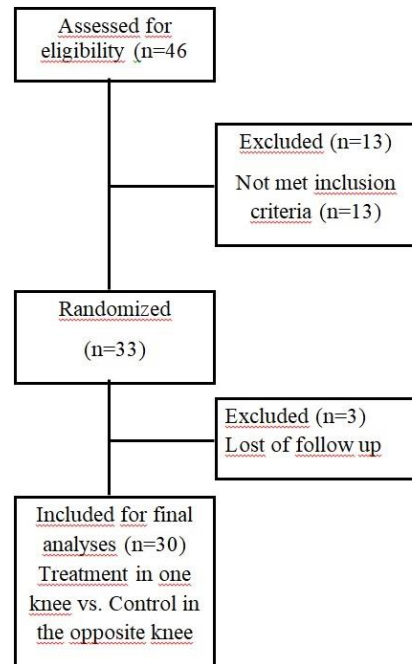 Assessed for
eligibility (n=46
Excluded (n=13)
Not met inclusion
criteria (n=13)
Randomized
(n=33)
Excluded (n=3)
Lost of follow up
Included for final
analyses (n=30)
Treatment in one
knee vs. Control in
the opposite knee